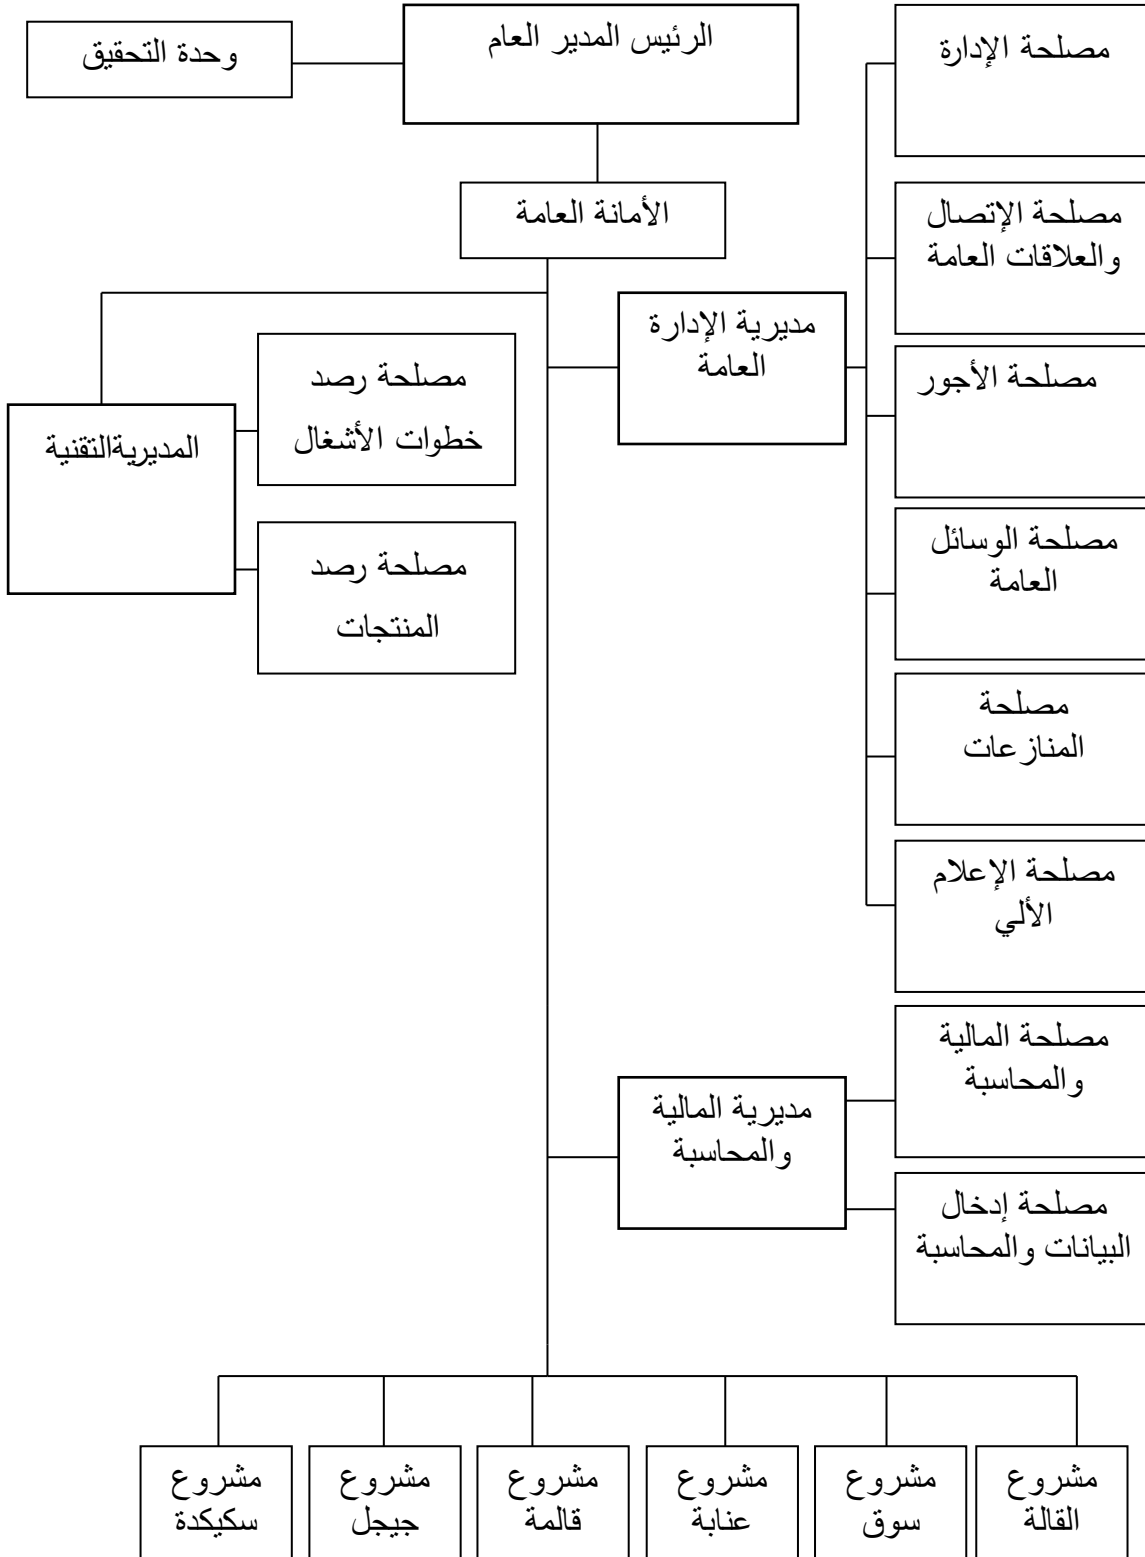 الرئيس المدير العام
وحدة التحقيق
مصلحة الإدارة
الأمانة العامة
مصلحة الإتصال
والعلاقات العامة
مديرية الإدارة
العامة
مصلحة رصد
خطوات الأشغال
مصلحة الأجور
المديريةالتقنية
مصلحة الوسائل
العامة
مصلحة رصد
المنتجات
مصلحة
المنازعات
مصلحة الإعلام
الألي
مصلحة المالية
والمحاسبة
مديرية المالية
والمحاسبة
مصلحة إدخال
البيانات والمحاسبة
مشروع
القالة
مشروع
سوق
مشروع
عنابة
مشروع
قالمة
مشروع
جيجل
مشروع
سكيكدة